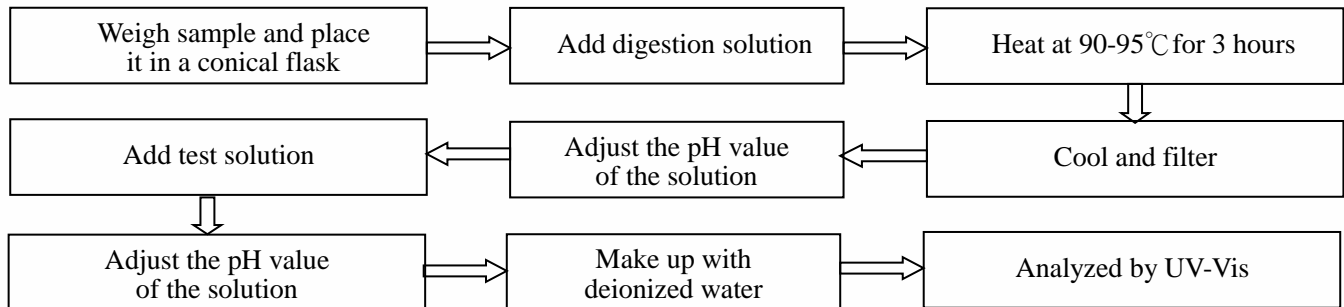 Weigh sample and place
it in a conical flask
Add digestion solution
Heat at 90-95℃ for 3 hours
Cool and filter
Adjust the pH value
of the solution
Add test solution
Adjust the pH value
of the solution
Make up with
deionized water
Analyzed by UV-Vis